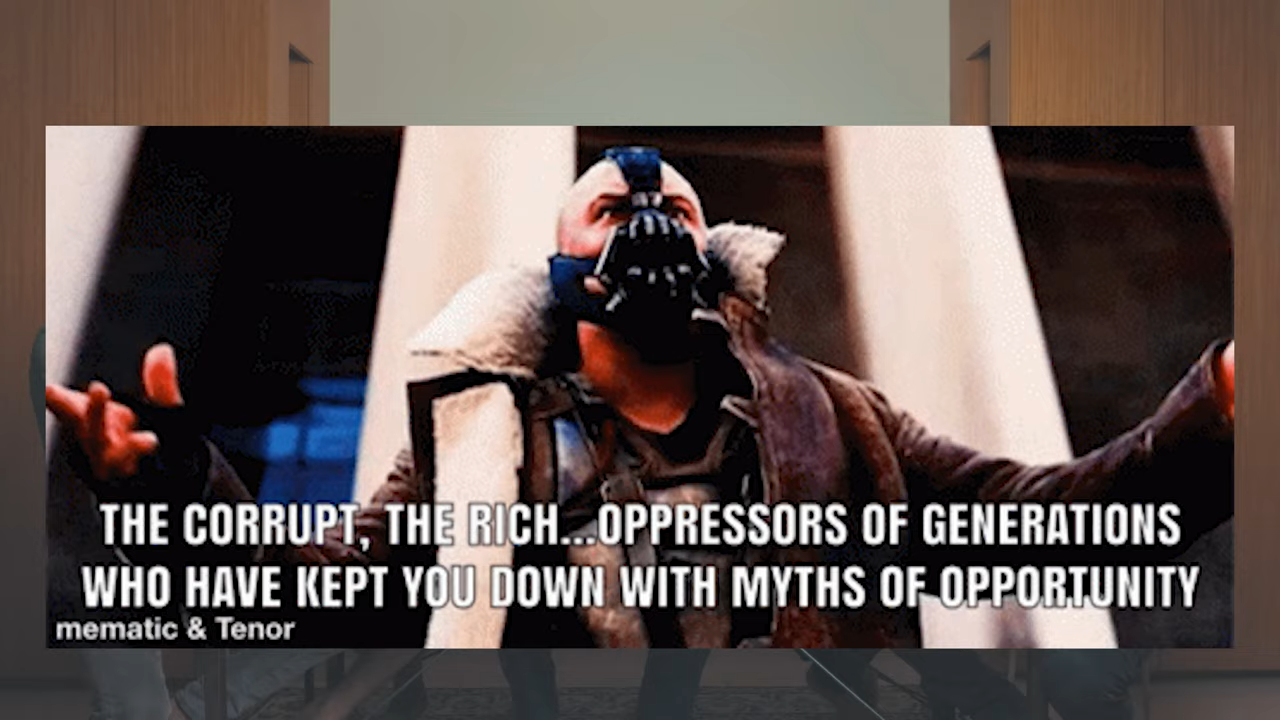 THE CORRUPT, THE RICH...OPPRESSORS OF GENERATIONS
WHO HAVE KEPT YOU DOWN WITH MYTHS OF OPPORTUNITY
mematic & Tenor